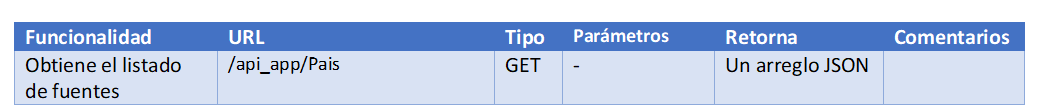 Funcionalidad URL Tipo Parámetros Retorna Comentarios
Obtiene el listado /api_app/Pais GET - Un arreglo JSON
de fuentes